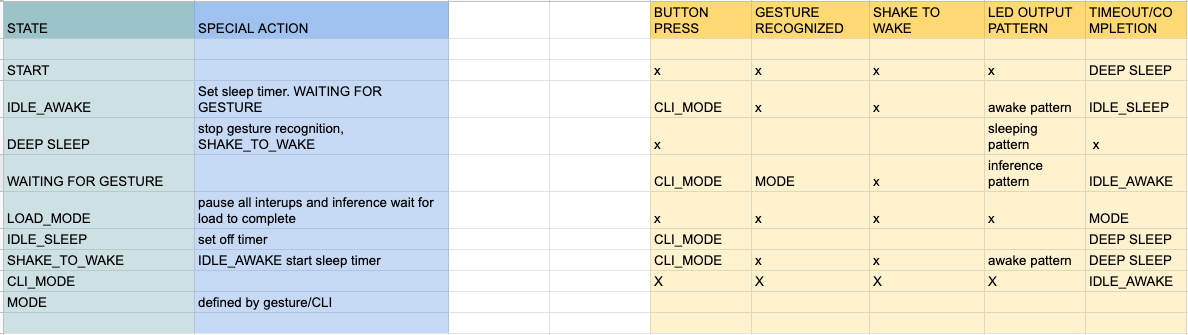 STATE SPECIAL ACTION BUTTON PRESS GESTURE RECOGNIZED SHAKE TO WAKE LED OUTPUT PATTERN TIMEOUT/COMPLETION
START x x x x DEEP SLEEP
IDLE_AWAKE Set sleep timer. WAITING FOR GESTURE CLI_MODE x x awake pattern IDLE_SLEEP
DEEP SLEEP stop gesture recognition, SHAKE_TO_WAKE x sleeping pattern x
WAITING FOR GESTURE CLI_MODE MODE x inference pattern IDLE_AWAKE
LOAD_MODE pause all interups and inference wait for load to complete x x x x MODE
IDLE_SLEEP set off timer CLI_MODE DEEP SLEEP
SHAKE_TO_WAKE IDLE_AWAKE start sleep timer CLI_MODE x x awake pattern DEEP SLEEP
CLI_MODE X X X X IDLE_AWAKE
MODE defined by gesture/CLI